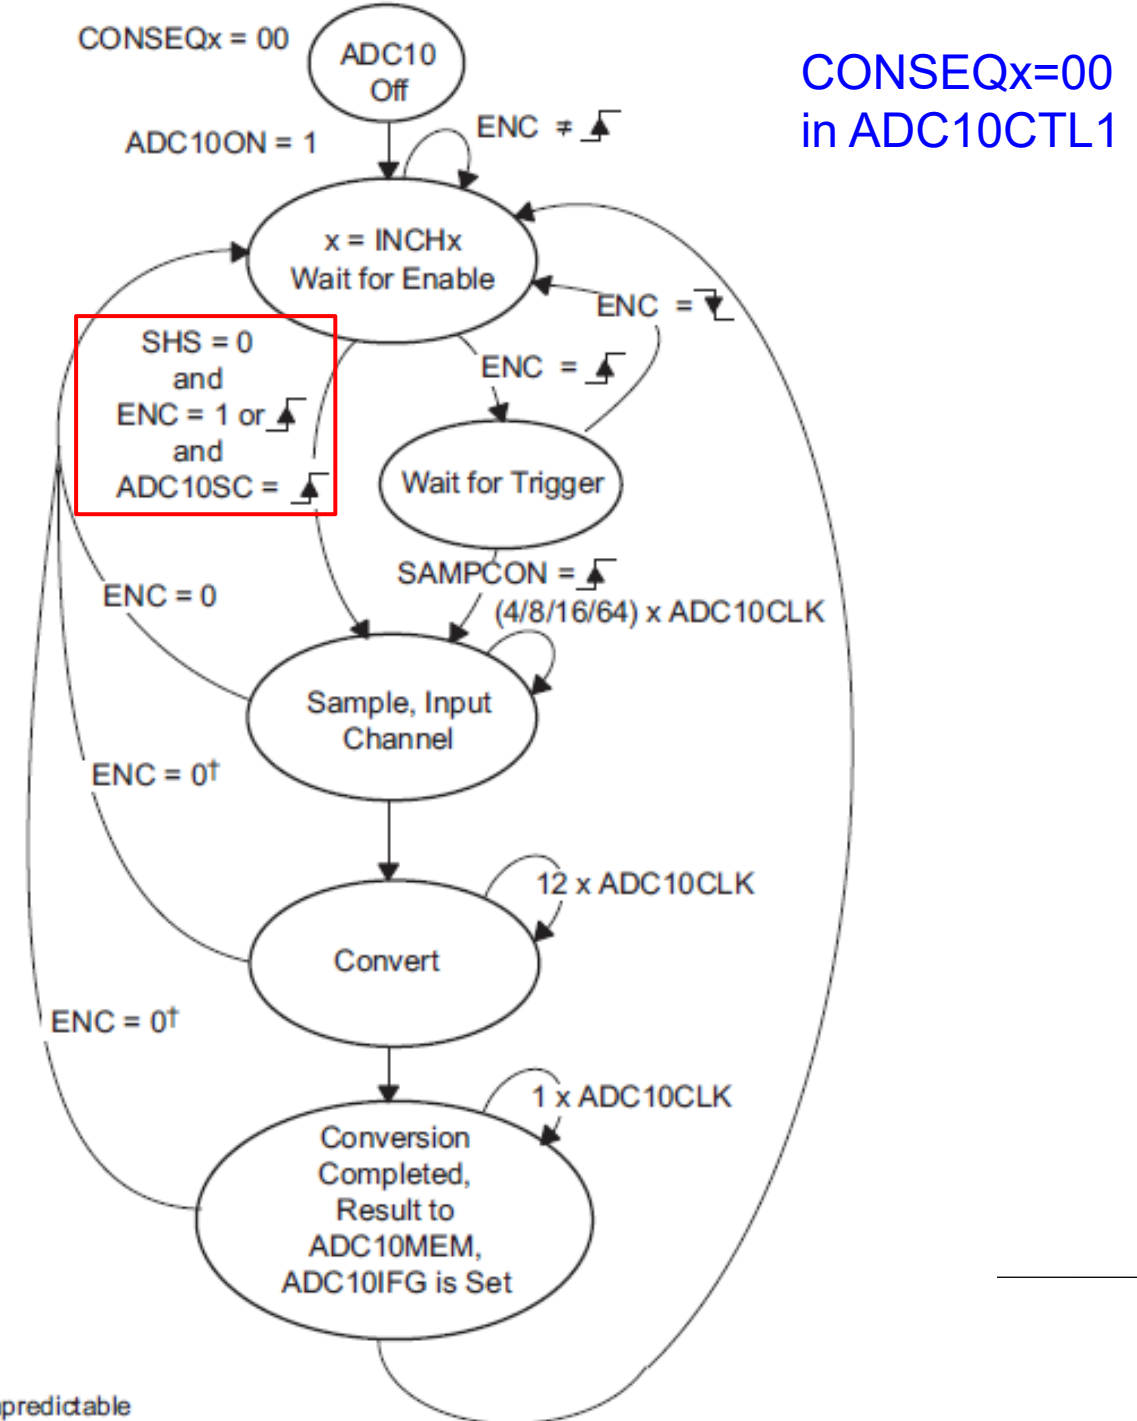 CONSEQx = 00
ADC10
Off
CONSEQx=00
in ADC10CTL1
ADC10ON = 1
ENC ≠
x = INCHx
Wait for Enable
ENC =
SHS = 0
and
ENC = 1 or
and
ADC10SC =
ENC =
Wait for Trigger
SAMPCON =
(4/8/16/64) x ADC10CLK
ENC = 0
Sample, Input
Channel
ENC = 0†
12 x ADC10CLK
Convert
ENC = 0†
1 x ADC10CLK
Conversion
Completed,
Result to
ADC10MEM,
ADC10IFG is Set
predictable